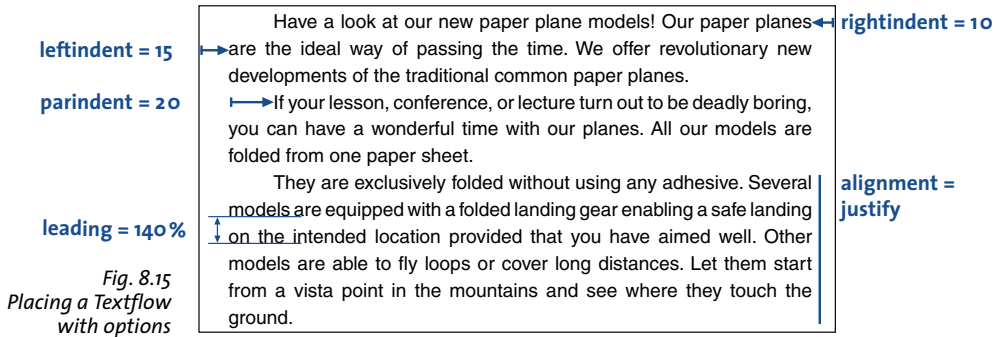 Have a look at our new paper plane models! Our paper planes
rightindent = 10
leftindent = 15
are the ideal way of passing the time. We offer revolutionary new
developments of the traditional common paper planes.
parindent = 20
If your lesson, conference, or lecture turn out to be deadly boring,
you can have a wonderful time with our planes. All our models are
folded from one paper sheet.
They are exclusively folded without using any adhesive. Several
alignment =
justify
models are equipped with a folded landing gear enabling a safe landing
leading = 140%
on the intended location provided that you have aimed well. Other
models are able to fly loops or cover long distances. Let them start
from a vista point in the mountains and see where they touch the
ground.
Fig. 8.15
Placing a Textflow
with options